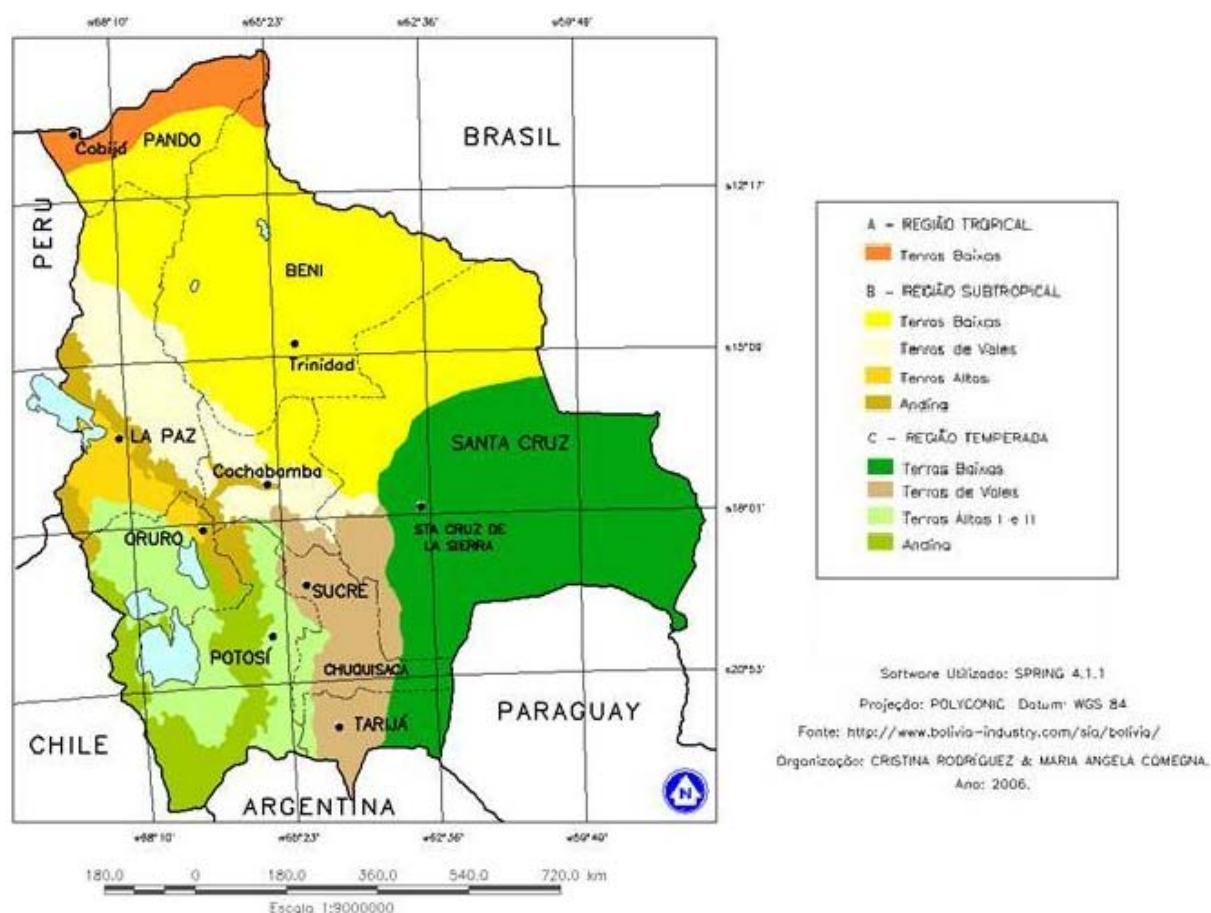 w68°10' w65°23' w62°36' w59°49'
BRASIL
PANDO
Cobijá
PERU
s12°17'
BENI
s15°09'
Trinidad
LA PAZ
SANTA CRUZ
Cochabamba
s18°01'
ORURO
STA CRUZ DE
LA SIERRA
SUCRE
POTOSÍ
CHUQUISACA
s20°53'
TARIJÁ
PARAGUAY
CHILE
ARGENTINA
N
w68°10' w65°23' w62°36' w59°49'
180.0 0 180.0 360.0 540.0 720.0 km
Escala 1:9000000
A - REGIÃO TROPICAL
Terras Baixas
B - REGIÃO SUBTROPICAL
Terras Baixas
Terras de Vales
Terras Altas
Andina
C - REGIÃO TEMPERADA
Terras Baixas
Terras de Vales
Terras Altas I e II
Andina
Software Utilizado: SPRING 4.1.1
Projeção: POLYCONIC Datum: WGS 84
Fonte: http://www.bolivia-industry.com/sia/bolivia/
Organização: CRISTINA RODRÍGUEZ & MARIA ANGELA COMEGNA.
Ano: 2006.